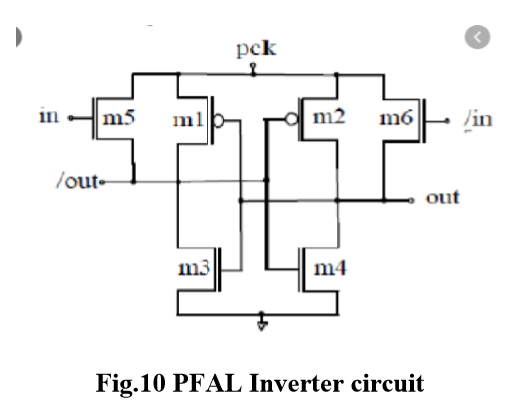 pck
in
m5
m1
m2
m6
/in
/out
out
m3
m4
Fig.10 PFAL Inverter circuit